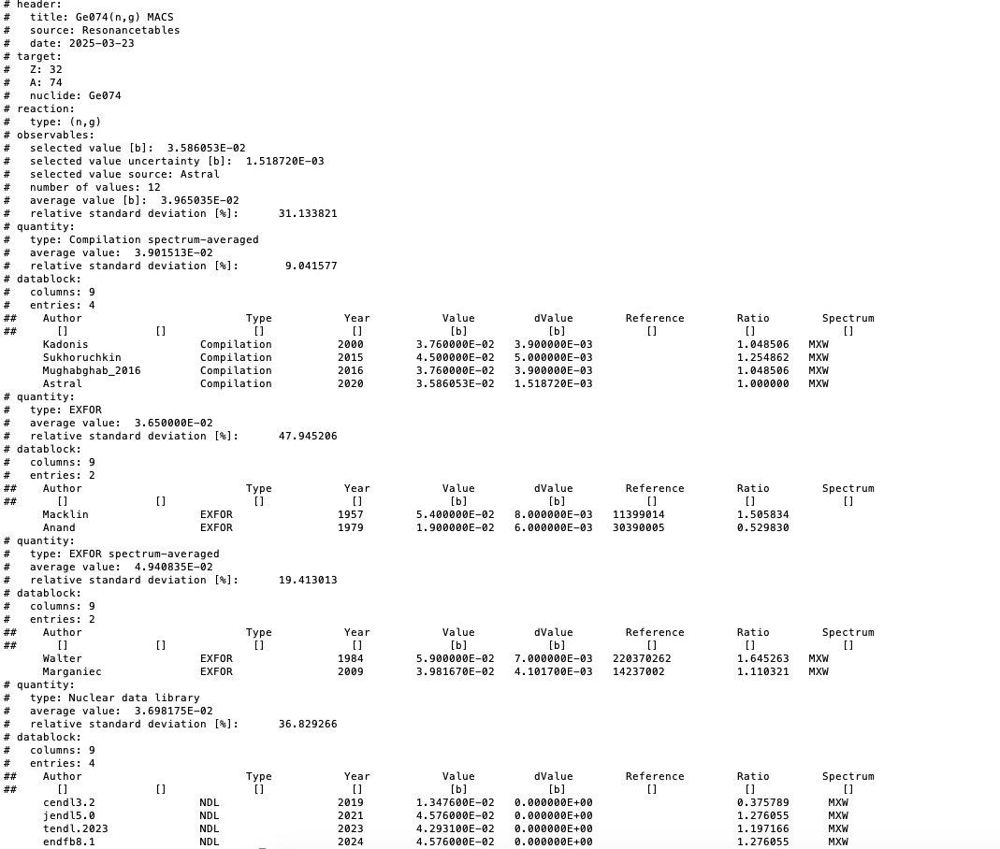 # header:
#   title: Ge074(n,g) MACS
#   source: Resonancetables
#   date: 2025-03-23
# target:
#   Z: 32
#   A: 74
#   nuclide: Ge074
# reaction:
#   type: (n,g)
# observables:
#   selected value [b]:  3.586053E-02
#   selected value uncertainty [b]:  1.518720E-03
#   selected value source: Astral
#   number of values: 12
#   average value [b]:  3.965035E-02
#   relative standard deviation [%]:      31.133821
# quantity:
#   type: Compilation spectrum-averaged
#   average value:  3.901513E-02
#   relative standard deviation [%]:       9.041577
# datablock:
#   columns: 9
#   entries: 4
##    Author                         Type           Year           Value         dValue        Reference        Ratio        Spectrum
##      []             []             []             []             [b]            [b]            []             []             []
      Kadonis                 Compilation         2000        3.760000E-02   3.900000E-03                      1.048506   MXW
      Sukhoruchkin            Compilation         2015        4.500000E-02   5.000000E-03                      1.254862   MXW
      Mughabghab_2016         Compilation         2016        3.760000E-02   3.900000E-03                      1.048506   MXW
      Astral                  Compilation         2020        3.586053E-02   1.518720E-03                      1.000000   MXW
# quantity:
#   type: EXFOR
#   average value:  3.650000E-02
#   relative standard deviation [%]:      47.945206
# datablock:
#   columns: 9
#   entries: 2
##    Author                         Type           Year           Value         dValue       Reference        Ratio        Spectrum
##      []             []             []             []             [b]            [b]            []             []             []
      Macklin                 EXFOR               1957        5.400000E-02   8.000000E-03   11399014           1.505834
      Anand                   EXFOR               1979        1.900000E-02   6.000000E-03   30390005           0.529830
# quantity:
#   type: EXFOR spectrum-averaged
#   average value:  4.940835E-02
#   relative standard deviation [%]:      19.413013
# datablock:
#   columns: 9
#   entries: 2
##    Author                         Type           Year           Value         dValue       Reference        Ratio        Spectrum
##      []             []             []             []             [b]            [b]            []             []             []
      Walter                  EXFOR               1984        5.900000E-02   7.000000E-03   220370262          1.645263   MXW
      Marganiec               EXFOR               2009        3.981670E-02   4.101700E-03   14237002           1.110321   MXW
# quantity:
#   type: Nuclear data library
#   average value:  3.698175E-02
#   relative standard deviation [%]:      36.829266
# datablock:
#   columns: 9
#   entries: 4
##    Author                         Type           Year           Value         dValue       Reference        Ratio        Spectrum
##      []             []             []             []             [b]            [b]            []             []             []
      cendl3.2                NDL                 2019        1.347600E-02   0.000000E+00                      0.375789      MXW
      jendl5.0                NDL                 2021        4.576000E-02   0.000000E+00                      1.276055      MXW
      tendl.2023              NDL                 2023        4.293100E-02   0.000000E+00                      1.197166      MXW
      endfb8.1                NDL                 2024        4.576000E-02   0.000000E+00                      1.276055      MXW